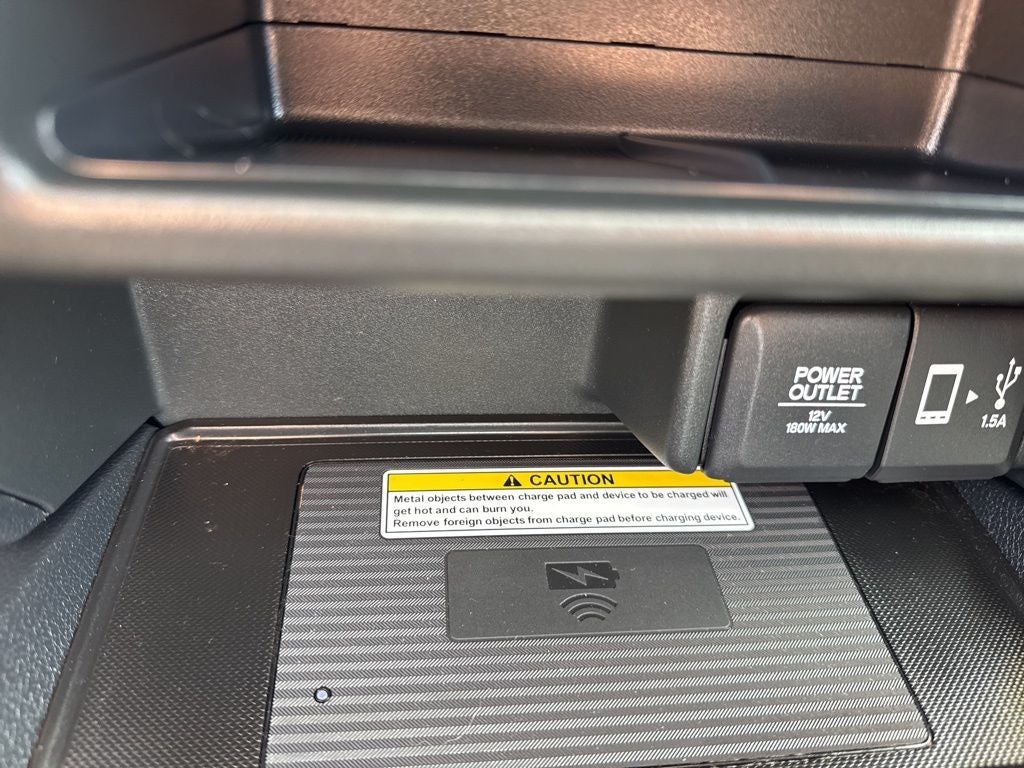 POWER
OUTLET
12V
180W MAX
1.5A
CAUTION
Metal objects between charge pad and device to be charged will
get hot and can burn you.
Remove foreign objects from charge pad before charging device.